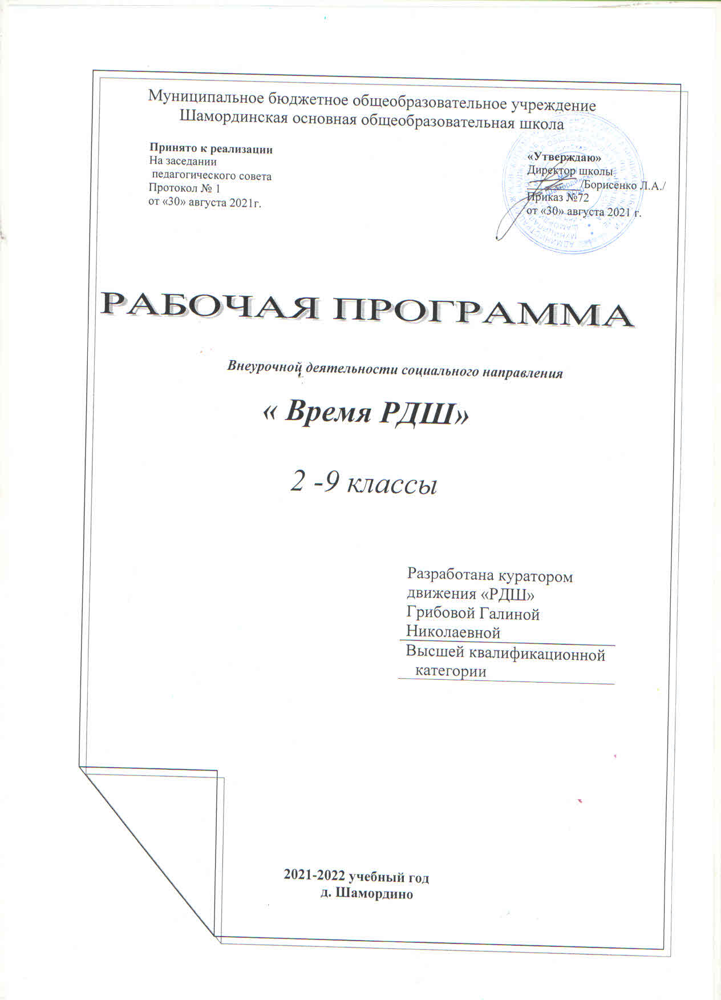 Муниципальное бюджетное общеобразовательное учреждение
Шамординская основная общеобразовательная школа
Принято к реализации
На заседании
педагогического совета
Протокол № 1
от «30» августа 2021г.
«Утверждаю»
Директор школы
__________/Борисенко Л.А./
Приказ №72
от «30» августа 2021 г.
РАБОЧАЯ ПРОГРАММА
Внеурочной деятельности социального направления
« Время РДШ»
2 -9 классы
Разработана куратором
движения «РДШ»
Грибовой Галиной
Николаевной
Высшей квалификационной
категории
2021-2022 учебный год
д. Шамордино